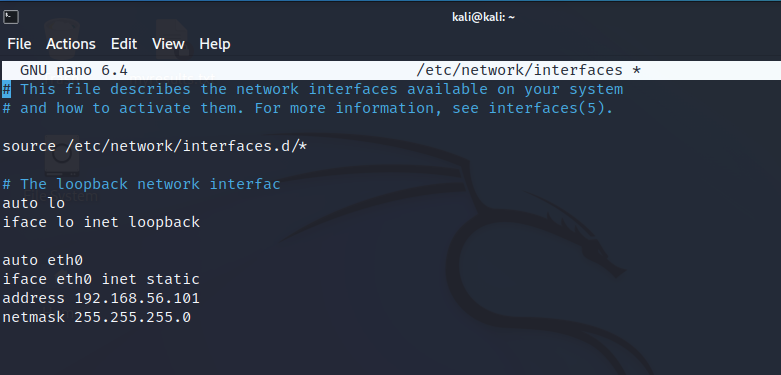 kali@kali: ~
File Actions Edit View Help
GNU nano 6.4 /etc/network/interfaces *
# This file describes the network interfaces available on your system
# and how to activate them. For more information, see interfaces(5).
source /etc/network/interfaces.d/*
# The loopback network interfac
auto lo
iface lo inet loopback
auto eth0
iface eth0 inet static
address 192.168.56.101
netmask 255.255.255.0